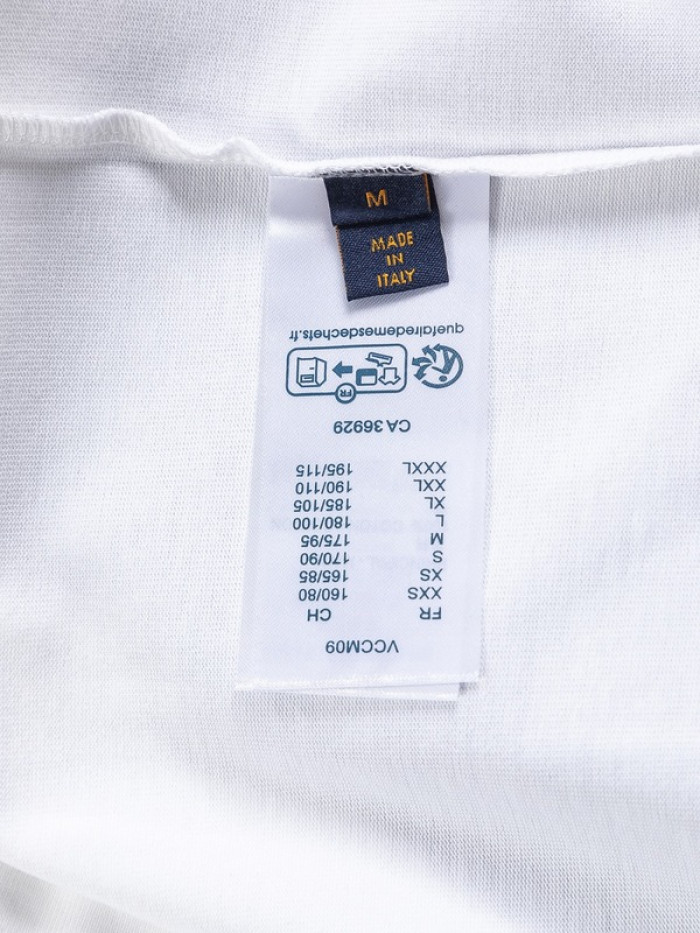 M
MADE
IN
ITALY
VCCM09
FR CH
XXS 160/80
XS 165/85
S 170/90
M 175/95
L 180/100
XL 185/105
XXL 190/110
XXXL 195/115
CA 36929
FR
quefairedemesdechets.fr